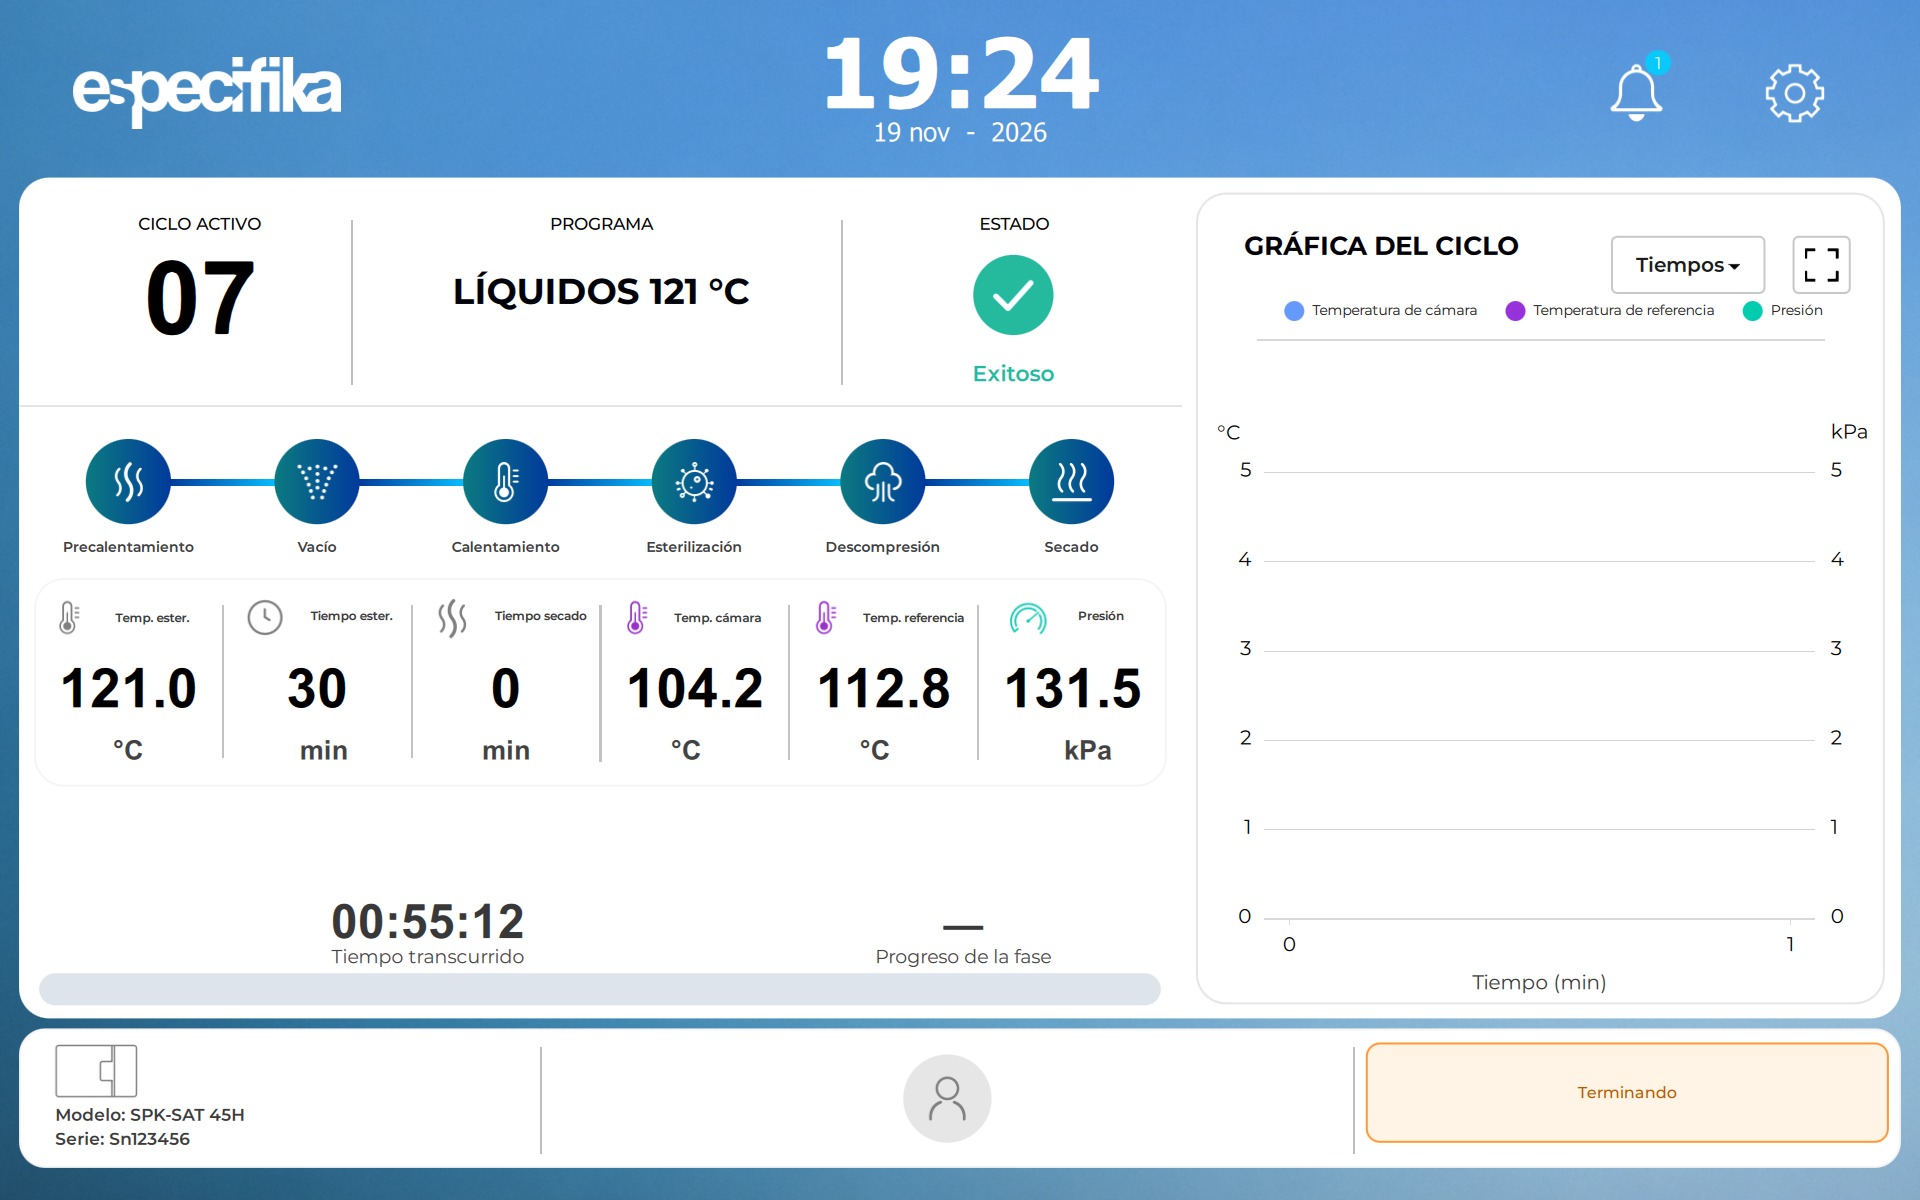 especifika
19:24
19 nov - 2026
1
CICLO ACTIVO
07
PROGRAMA
LÍQUIDOS 121 °C
ESTADO
Exitoso
Precalentamiento
Vacío
Calentamiento
Esterilización
Descompresión
Secado
Temp. ester.
121.0
°C
Tiempo ester.
30
min
Tiempo secado
0
min
Temp. cámara
104.2
°C
Temp. referencia
112.8
°C
Presión
131.5
kPa
00:55:12
Tiempo transcurrido
—
Progreso de la fase
GRÁFICA DEL CICLO
Tiempos
Temperatura de cámara
Temperatura de referencia
Presión
°C
kPa
5
5
4
4
3
3
2
2
1
1
0
0
0
1
Tiempo (min)
Modelo: SPK-SAT 45H
Serie: Sn123456
Terminando